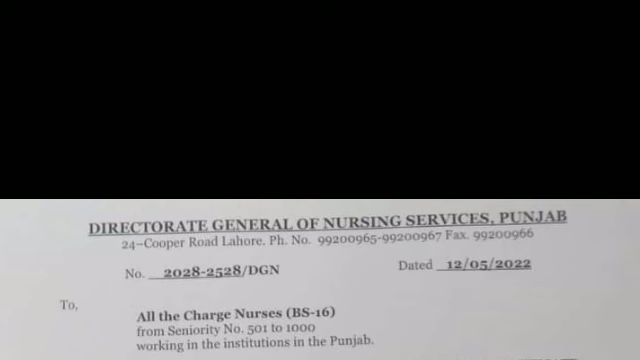 DIRECTORATE GENERAL OF NURSING SERVICES, PUNJAB
24–Cooper Road Lahore. Ph. No. 99200965-99200967 Fax. 99200966
No. 2028-2528/DGN Dated 12/05/2022
To,
All the Charge Nurses (BS-16)
from Seniority No. 501 to 1000
working in the institutions in the Punjab.